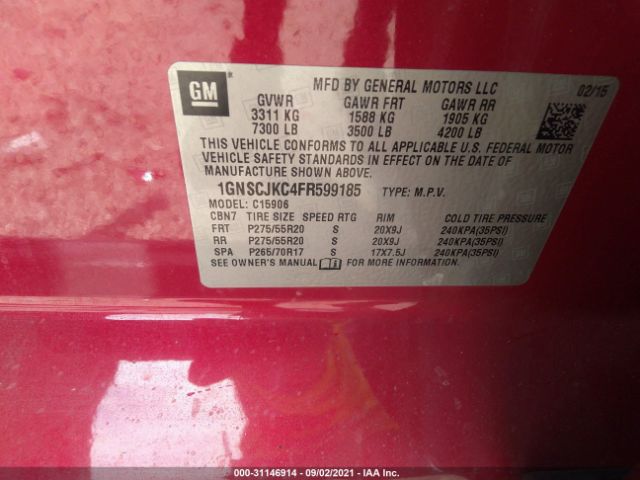 GM
MFD BY GENERAL MOTORS LLC 02/15
GVWR GAWR FRT GAWR RR
3311 KG 1588 KG 1905 KG
7300 LB 3500 LB 4200 LB
THIS VEHICLE CONFORMS TO ALL APPLICABLE U.S. FEDERAL MOTOR
VEHICLE SAFETY STANDARDS IN EFFECT ON THE DATE OF
MANUFACTURE SHOWN ABOVE.
1GNSCJKC4FR599185 TYPE: M.P.V.
MODEL: C15906
CBN7 TIRE SIZE SPEED RTG RIM COLD TIRE PRESSURE
FRT P275/55R20 S 20X9J 240KPA(35PSI)
RR P275/55R20 S 20X9J 240KPA(35PSI)
SPA P265/70R17 S 17X7.5J 240KPA(35PSI)
SEE OWNER'S MANUAL FOR MORE INFORMATION.
000-31146914 - 09/02/2021 - IAA Inc.